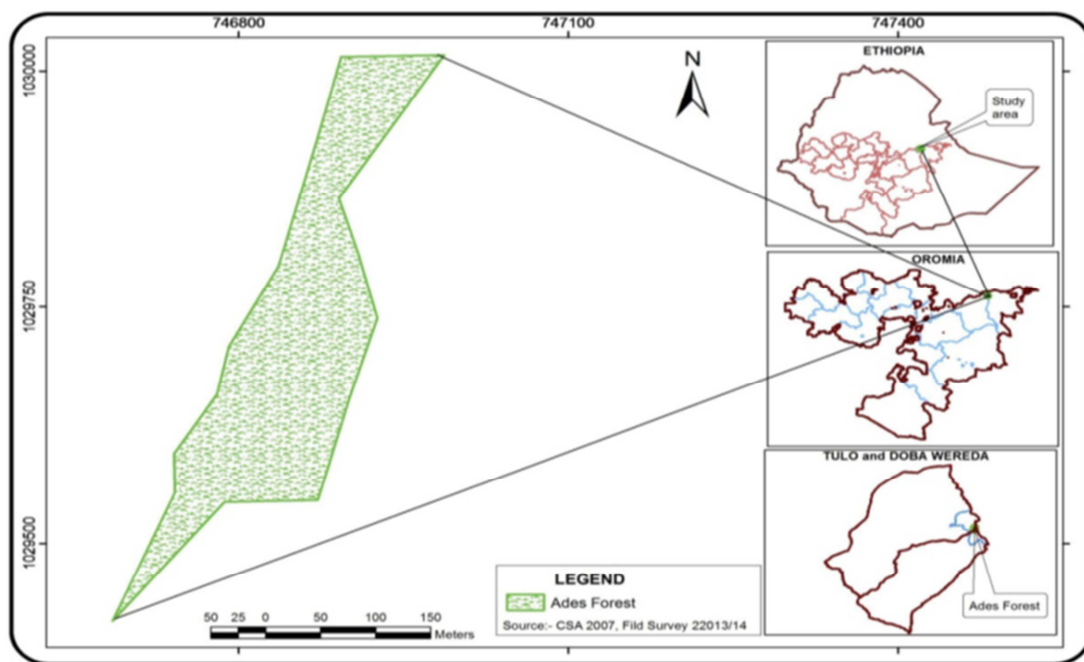 746800 747100 747400
1030000
1029750
1029500
N
ETHIOPIA
Study
area
OROMIA
TULO and DOBA WEREDA
Ades Forest
LEGEND
Ades Forest
Source:- CSA 2007, Fild Survey 22013/14
50 25 0 50 100 150
Meters